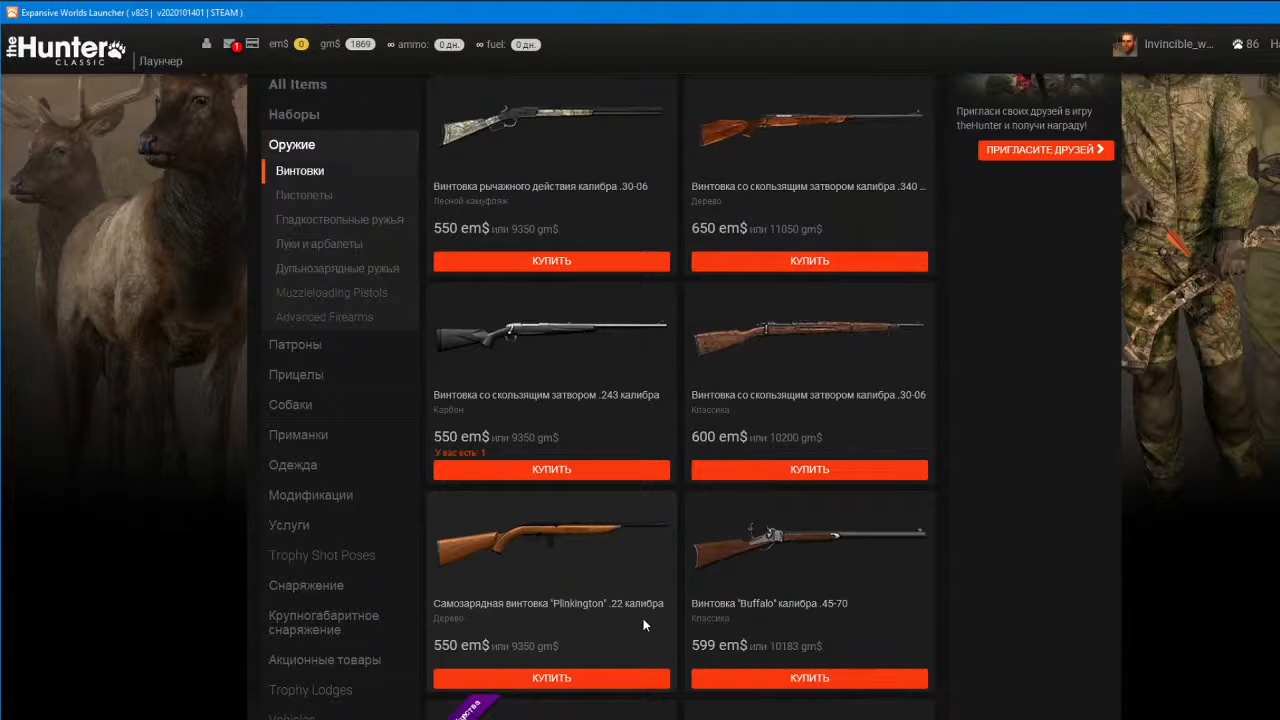 Expansive Worlds Launcher ( v825 | v2020101401 | STEAM )
theHunter
CLASSIC
Лаунчер
1
em$ 0
gm$ 1869
∞ ammo: 0 дн.
∞ fuel: 0 дн.
Invincible_w...
86
All Items
Наборы
Оружие
Винтовки
Пистолеты
Гладкоствольные ружья
Луки и арбалеты
Дульнозарядные ружья
Muzzleloading Pistols
Advanced Firearms
Патроны
Прицелы
Собаки
Приманки
Одежда
Модификации
Услуги
Trophy Shot Poses
Снаряжение
Крупногабаритное
снаряжение
Акционные товары
Trophy Lodges
Vehicles
Винтовка рычажного действия калибра .30-06
Лесной камуфляж
550 em$ или 9350 gm$
КУПИТЬ
Винтовка со скользящим затвором калибра .340 ...
Дерево
650 em$ или 11050 gm$
КУПИТЬ
Винтовка со скользящим затвором .243 калибра
Карбон
550 em$ или 9350 gm$
У вас есть: 1
КУПИТЬ
Винтовка со скользящим затвором калибра .30-06
Классика
600 em$ или 10200 gm$
КУПИТЬ
Самозарядная винтовка "Plinkington" .22 калибра
Дерево
550 em$ или 9350 gm$
КУПИТЬ
Винтовка "Buffalo" калибра .45-70
Классика
599 em$ или 10183 gm$
КУПИТЬ
Пригласи своих друзей в игру
theHunter и получи награду!
ПРИГЛАСИТЕ ДРУЗЕЙ